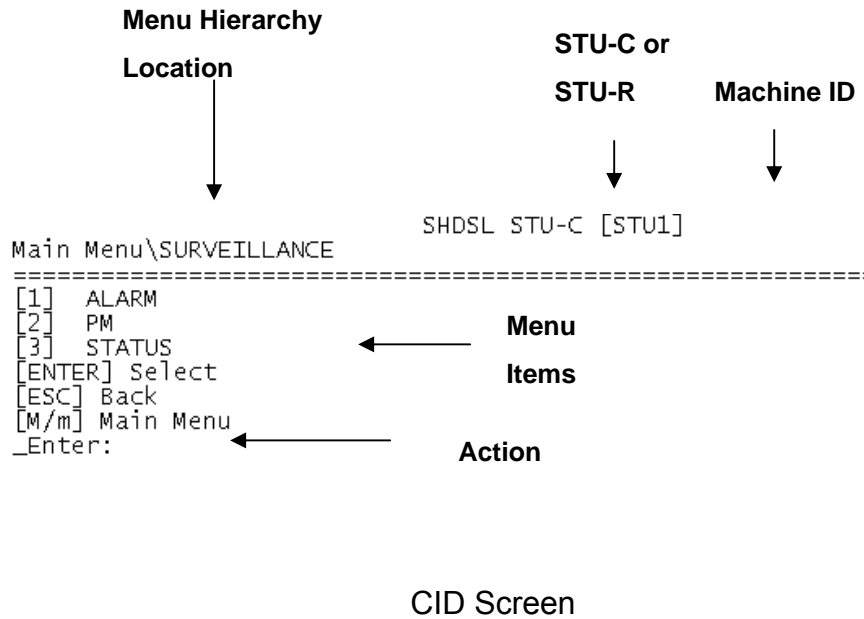 Menu Hierarchy
Location
STU-C or
STU-R
Machine ID
SHDSL STU-C [STU1]
Main Menu\SURVEILLANCE
================================================================
[1] ALARM
[2] PM
[3] STATUS
[ENTER] Select
[ESC] Back
[M/m] Main Menu
_Enter:
Menu
Items
Action
CID Screen